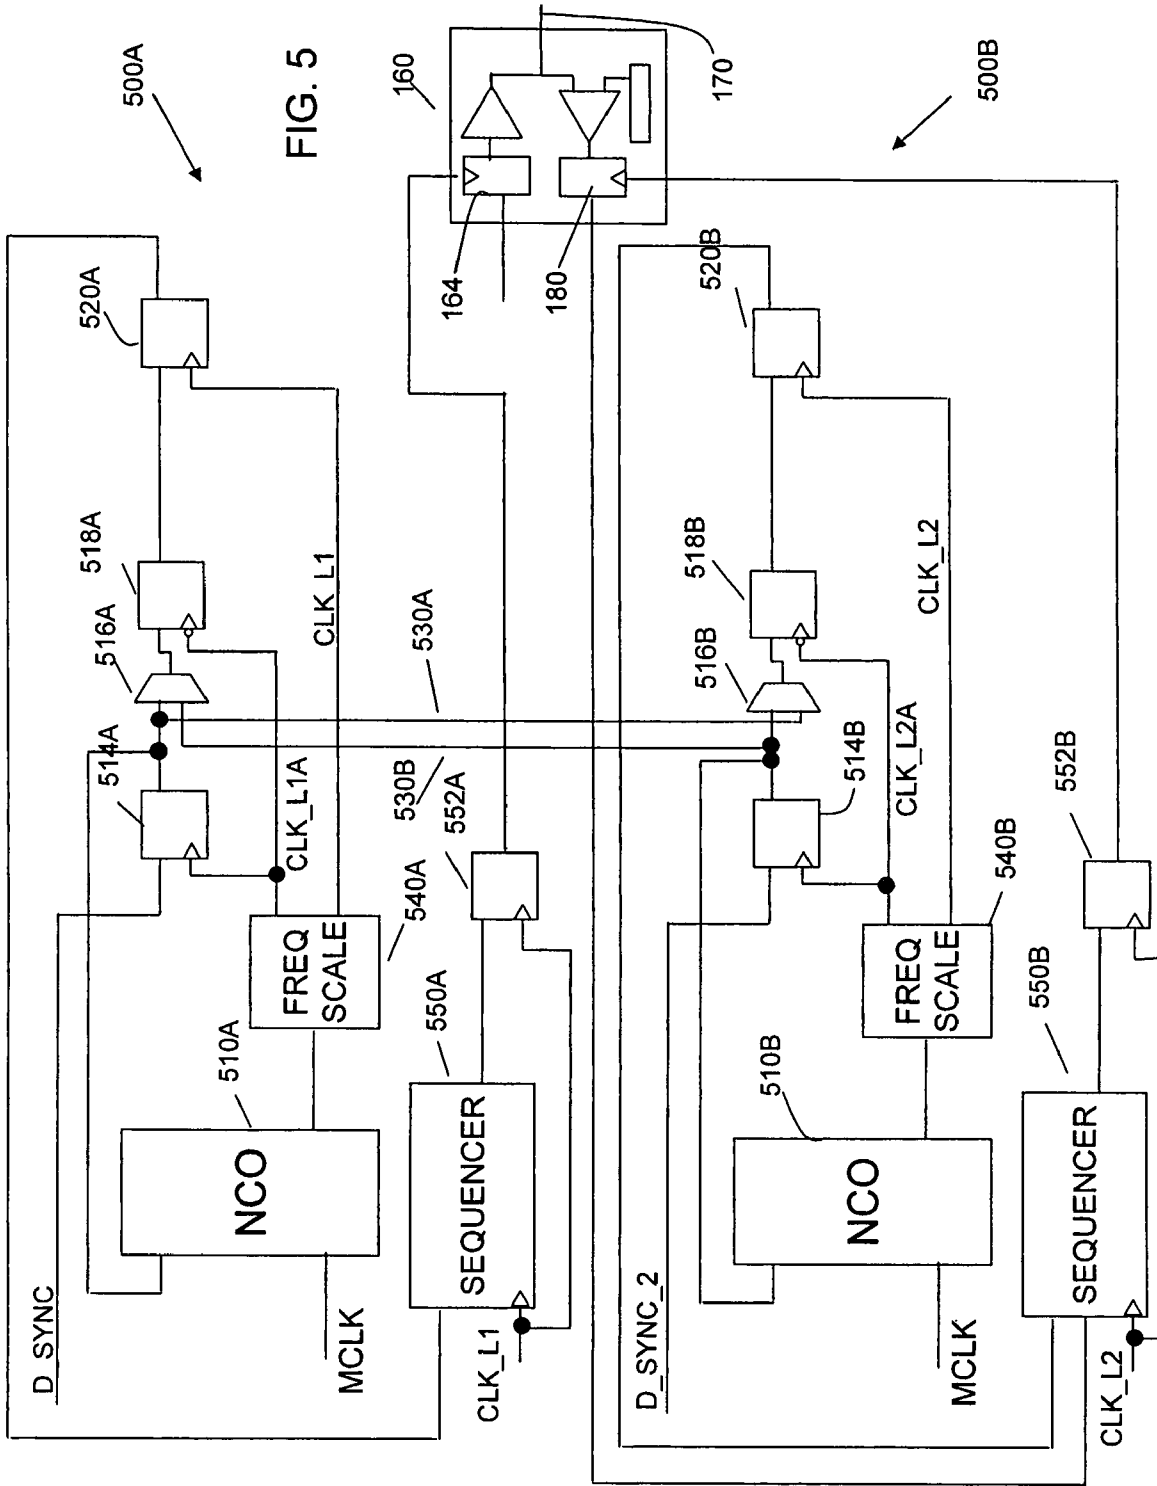 FIG. 5
500A
D_SYNC
514A
516A
518A
520A
510A
NCO
MCLK
FREQ
SCALE
540A
CLK_L1A
CLK_L1
530A
530B
550A
SEQUENCER
CLK_L1
552A
160
164
170
180
500B
D_SYNC_2
514B
516B
518B
520B
510B
NCO
MCLK
FREQ
SCALE
540B
CLK_L2A
CLK_L2
550B
SEQUENCER
CLK_L2
552B